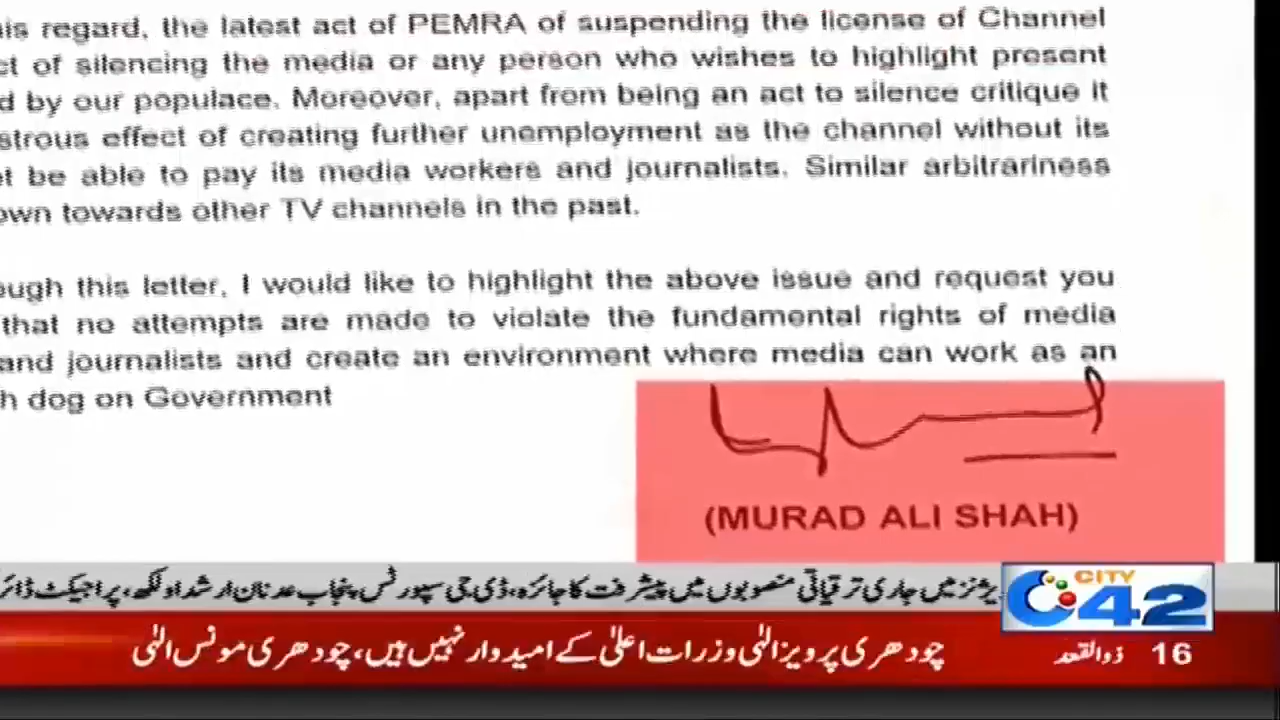 is regard, the latest act of PEMRA of suspending the license of Channel
ct of silencing the media or any person who wishes to highlight present
d by our populace. Moreover, apart from being an act to silence critique it
strous effect of creating further unemployment as the channel without its
t be able to pay its media workers and journalists. Similar arbitrariness
own towards other TV channels in the past.
ough this letter, I would like to highlight the above issue and request you
that no attempts are made to violate the fundamental rights of media
and journalists and create an environment where media can work as an
h dog on Government
(MURAD ALI SHAH)
یژنز میں جاری ترقیاتی منصوبوں میں پیشرفت کا جائزہ، ڈی جی سپورٹس پنجاب عدنان ارشد اولکھ، پراجیکٹ ڈائر
CITY
42
چودھری پرویز الٰہی وزرات اعلیٰ کے امیدوار نہیں ہیں، چودھری مونس الٰہی
16 ذوالقعد